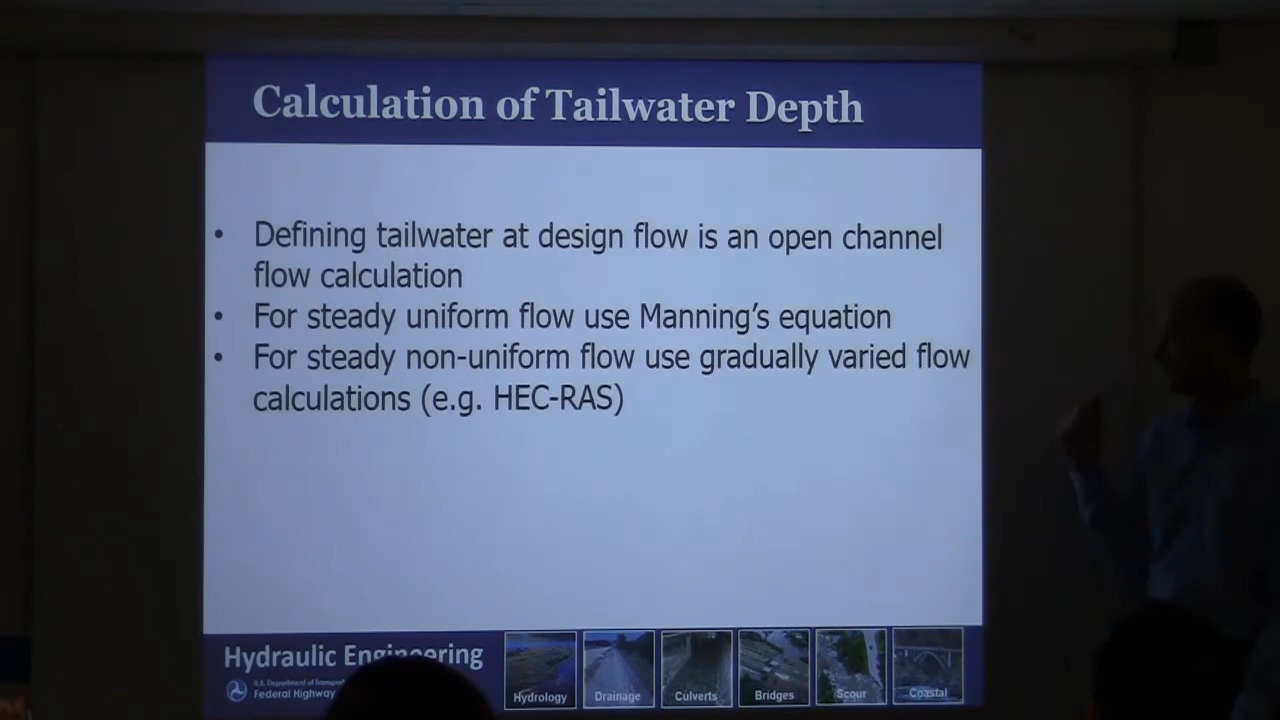 Calculation of Tailwater Depth
• Defining tailwater at design flow is an open channel
flow calculation
• For steady uniform flow use Manning's equation
• For steady non-uniform flow use gradually varied flow
calculations (e.g. HEC-RAS)
Hydraulic Engineering
U.S. Department of
Federal Highway
Hydrology
Drainage
Culverts
Bridges
Scour
Coastal